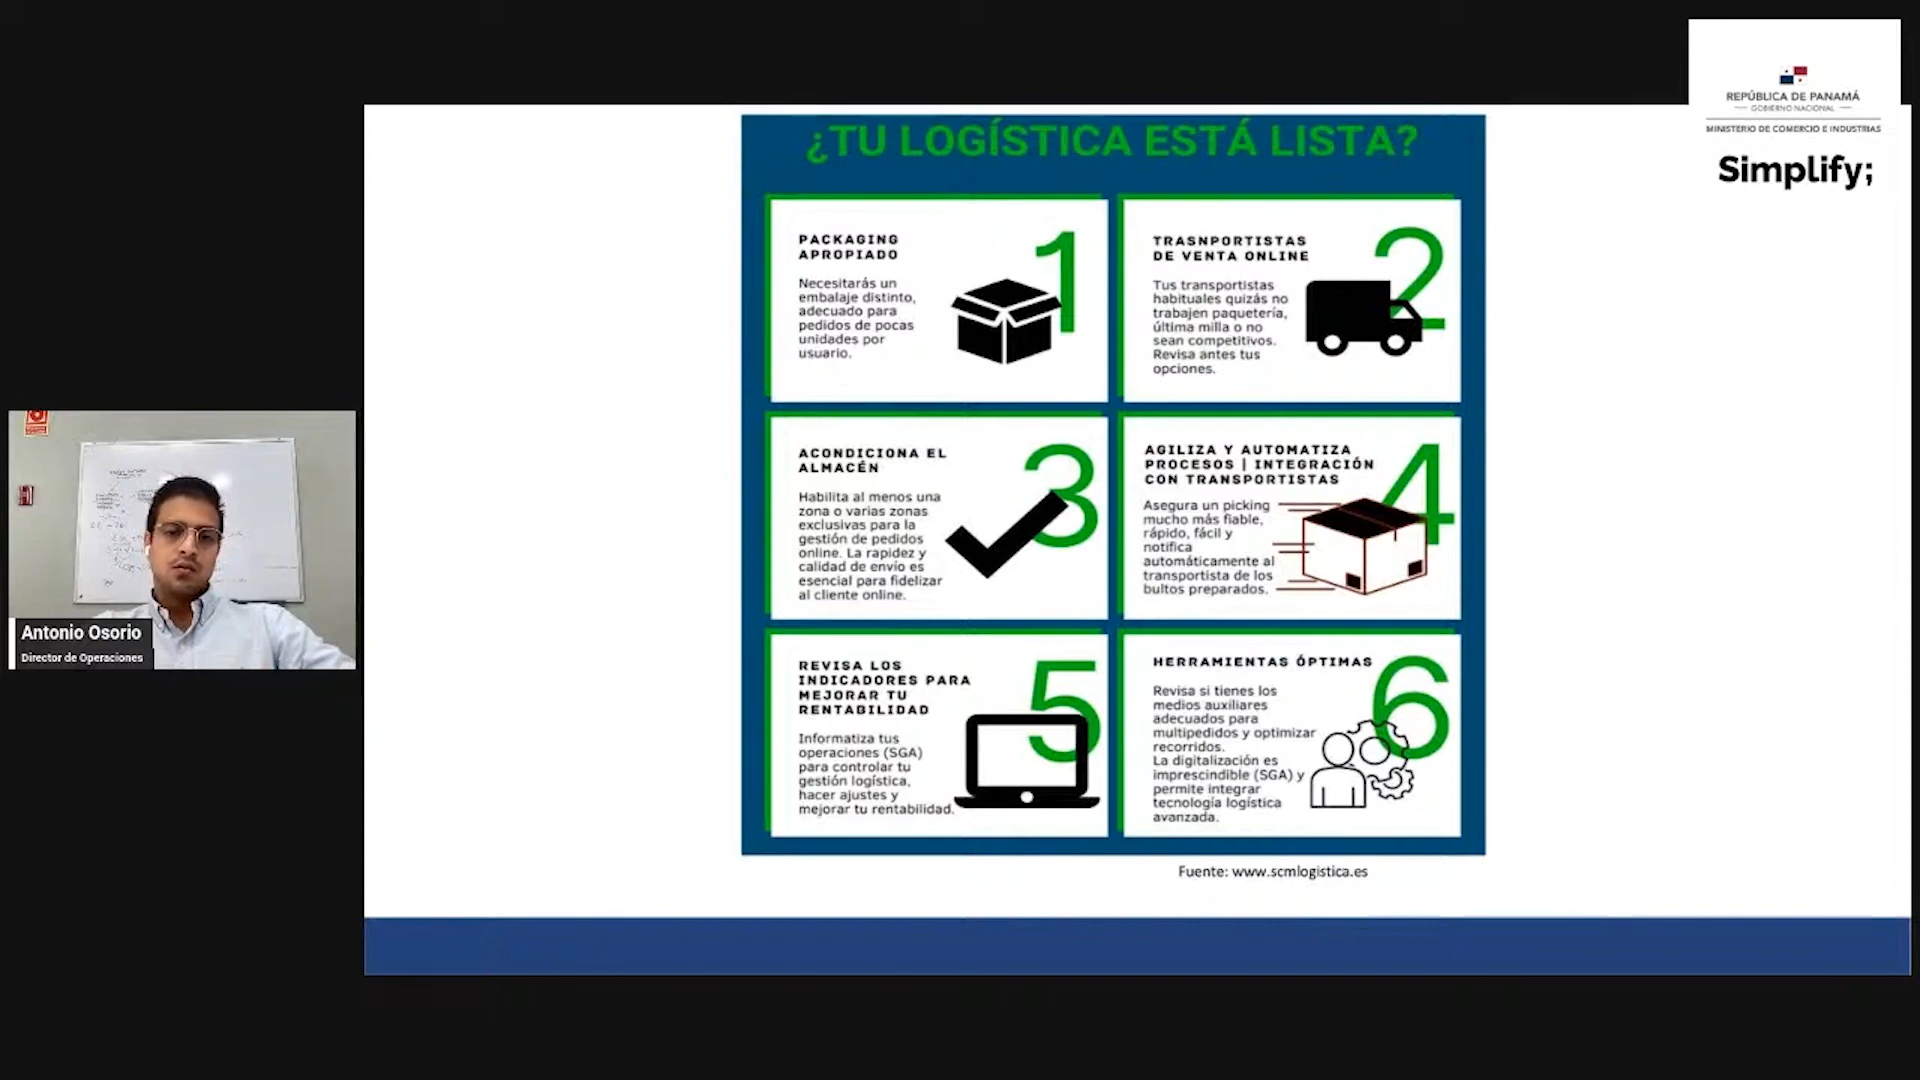 REPÚBLICA DE PANAMÁ
GOBIERNO NACIONAL
MINISTERIO DE COMERCIO E INDUSTRIAS
Simplify;
¿TU LOGÍSTICA ESTÁ LISTA?
1
PACKAGING
APROPIADO
Necesitarás un
embalaje distinto,
adecuado para
pedidos de pocas
unidades por
usuario.
2
TRASNPORTISTAS
DE VENTA ONLINE
Tus transportistas
habituales quizás no
trabajen paquetería,
última milla o no
sean competitivos.
Revisa antes tus
opciones.
3
ACONDICIONA EL
ALMACÉN
Habilita al menos una
zona o varias zonas
exclusivas para la
gestión de pedidos
online. La rapidez y
calidad de envío es
esencial para fidelizar
al cliente online.
4
AGILIZA Y AUTOMATIZA
PROCESOS | INTEGRACIÓN
CON TRANSPORTISTAS
Asegura un picking
mucho más fiable,
rápido, fácil y
notifica
automáticamente al
transportista de los
bultos preparados.
5
REVISA LOS
INDICADORES PARA
MEJORAR TU
RENTABILIDAD
Informatiza tus
operaciones (SGA)
para controlar tu
gestión logística,
hacer ajustes y
mejorar tu rentabilidad.
6
HERRAMIENTAS ÓPTIMAS
Revisa si tienes los
medios auxiliares
adecuados para
multipedidos y optimizar
recorridos.
La digitalización es
imprescindible (SGA) y
permite integrar
tecnología logística
avanzada.
Fuente: www.scmlogistica.es
Antonio Osorio
Director de Operaciones